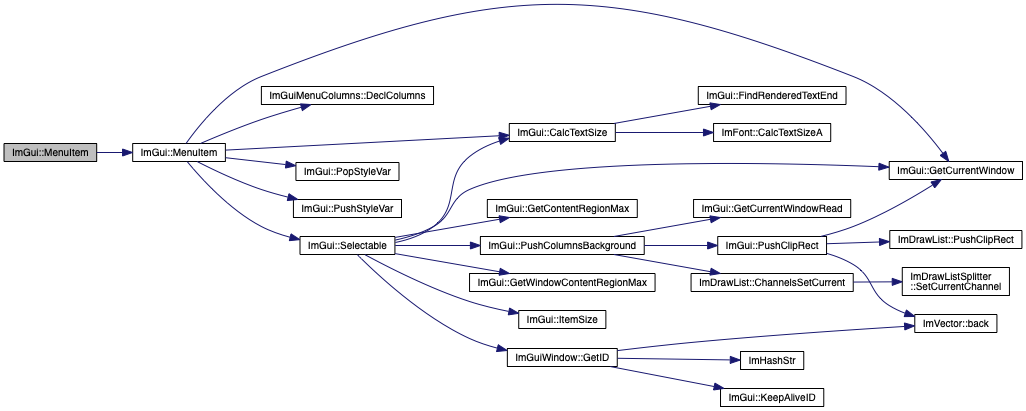 ImGui::MenuItem
ImGui::MenuItem
ImGuiMenuColumns::DeclColumns
ImGui::PopStyleVar
ImGui::PushStyleVar
ImGui::Selectable
ImGui::CalcTextSize
ImGui::GetContentRegionMax
ImGui::PushColumnsBackground
ImGui::GetWindowContentRegionMax
ImGui::ItemSize
ImGuiWindow::GetID
ImGui::FindRenderedTextEnd
ImFont::CalcTextSizeA
ImGui::GetCurrentWindowRead
ImGui::PushClipRect
ImDrawList::ChannelsSetCurrent
ImHashStr
ImGui::KeepAliveID
ImGui::GetCurrentWindow
ImDrawList::PushClipRect
ImDrawListSplitter
::SetCurrentChannel
ImVector::back